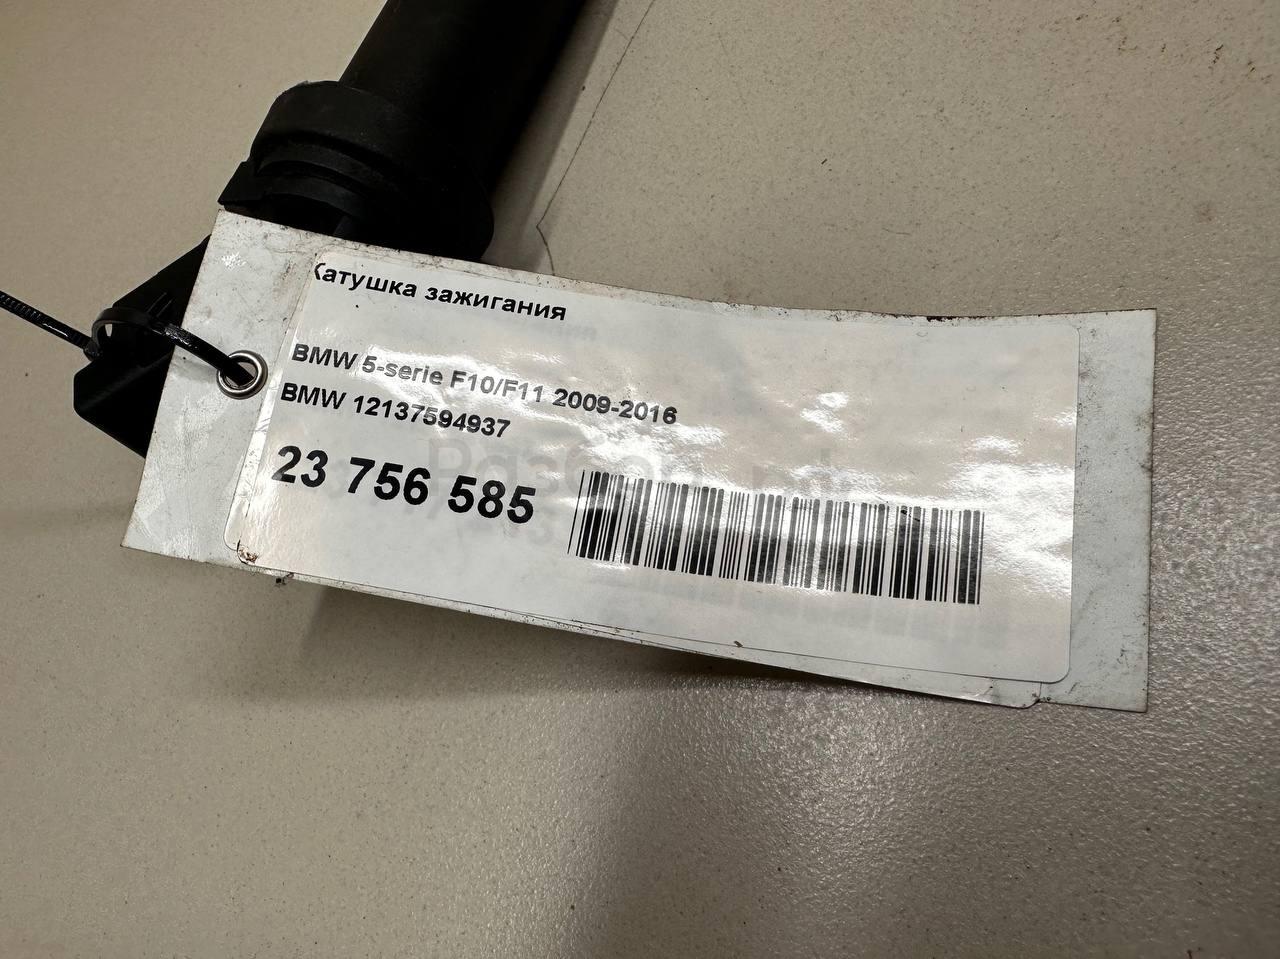 Катушка зажигания
BMW 5-serie F10/F11 2009-2016
BMW 12137594937
23 756 585